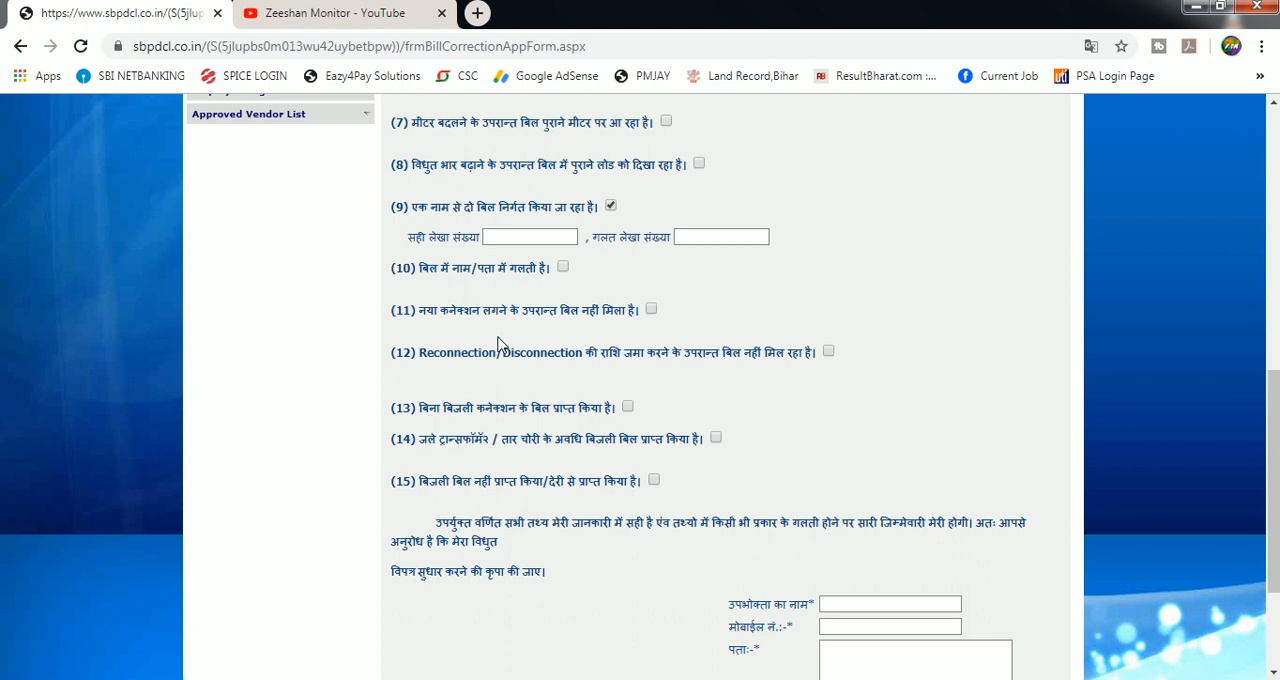 https://www.sbpdcl.co.in/(S(5jlup
Zeeshan Monitor - YouTube
sbpdcl.co.in/(S(5jlupbs0m013wu42uybetbpw))/frmBillCorrectionAppForm.aspx
Apps SBI NETBANKING SPICE LOGIN Eazy4Pay Solutions CSC Google AdSense PMJAY Land Record,Bihar ResultBharat.com :... Current Job PSA Login Page »
Approved Vendor List
(7) मीटर बदलने के उपरान्त बिल पुराने मीटर पर आ रहा है।
(8) विधुत भार बढ़ाने के उपरान्त बिल में पुराने लोड को दिखा रहा है।
(9) एक नाम से दो बिल निर्गत किया जा रहा है।
सही लेखा संख्या , गलत लेखा संख्या
(10) बिल में नाम/पता में गलती है।
(11) नया कनेक्शन लगने के उपरान्त बिल नहीं मिला है।
(12) Reconnection/Disconnection की राशि जमा करने के उपरान्त बिल नहीं मिल रहा है।
(13) बिना बिजली कनेक्शन के बिल प्राप्त किया है।
(14) जले ट्रान्सफॉर्मर / तार चोरी के अवधि बिजली बिल प्राप्त किया है।
(15) बिजली बिल नहीं प्राप्त किया/देरी से प्राप्त किया है।
उपर्युक्त वर्णित सभी तथ्य मेरी जानकारी में सही है एंव तथ्यो में किसी भी प्रकार के गलती होने पर सारी जिम्मेवारी मेरी होगी। अतः आपसे
अनुरोध है कि मेरा विधुत
विपत्र सुधार करने की कृपा की जाए।
उपभोक्ता का नाम*
मोबाईल नं.:-*
पताः-*